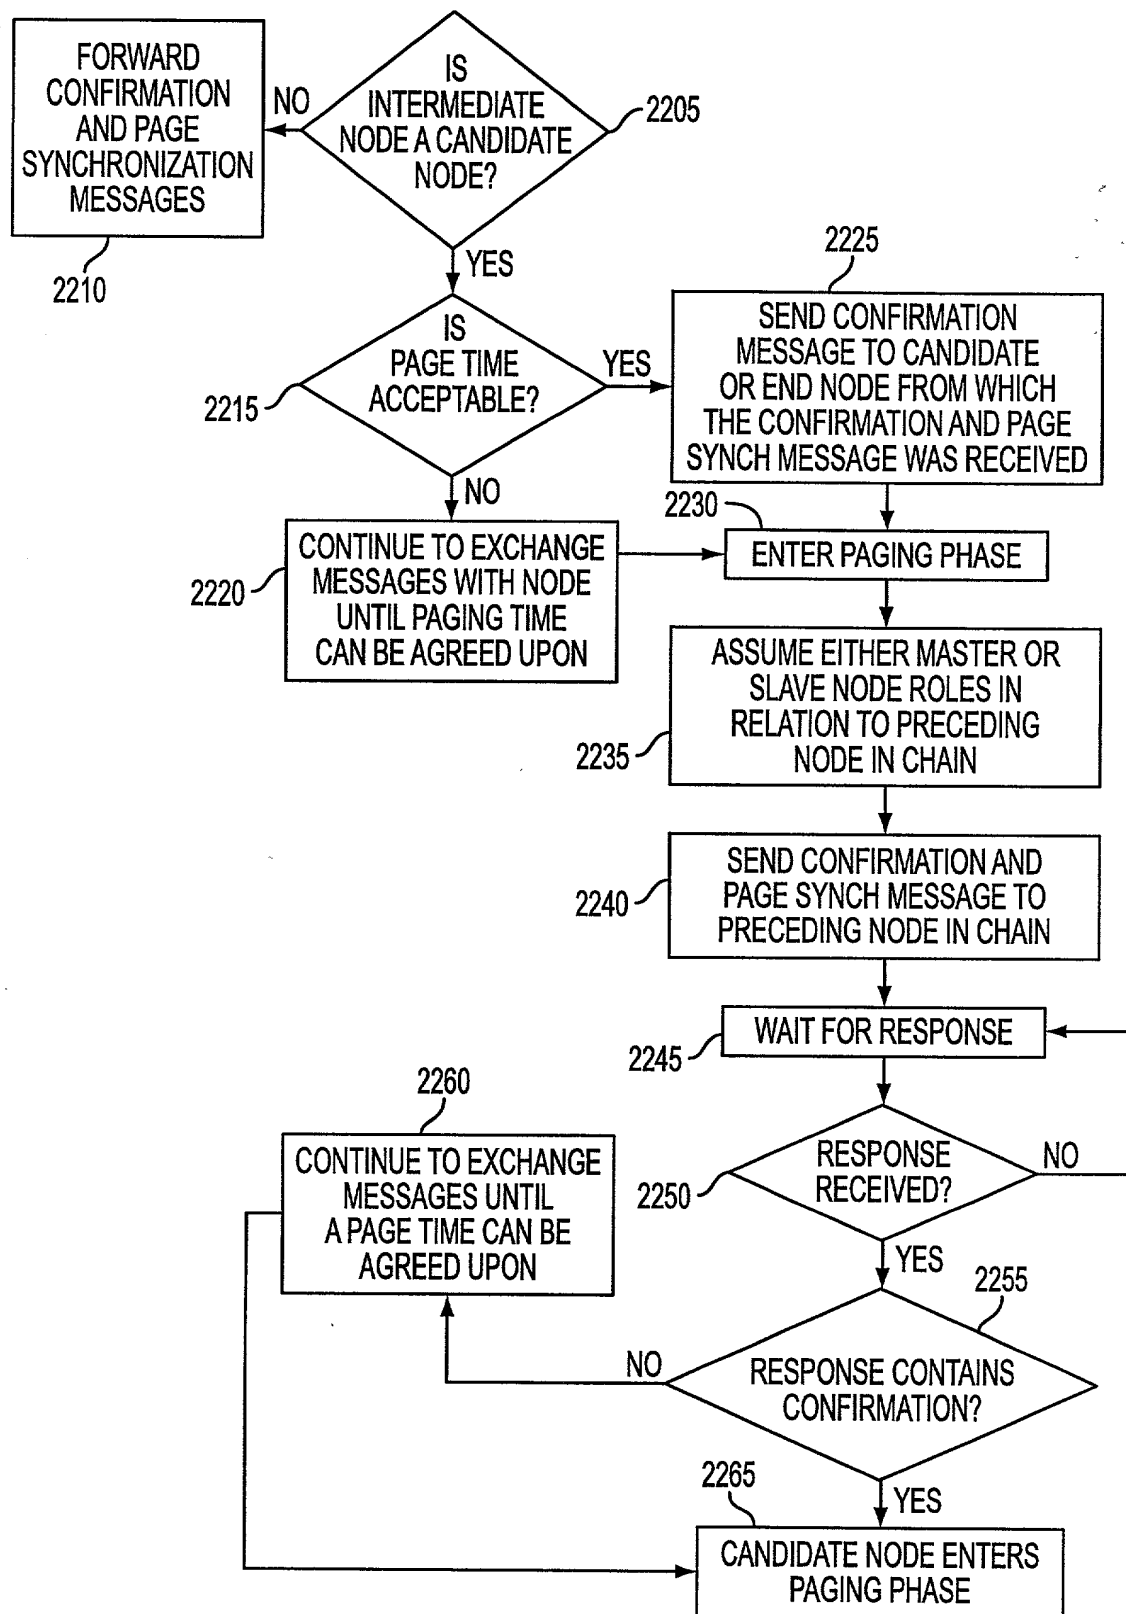 FORWARD
CONFIRMATION
AND PAGE
SYNCHRONIZATION
MESSAGES
2210
NO
IS
INTERMEDIATE
NODE A CANDIDATE
NODE?
2205
YES
IS
PAGE TIME
ACCEPTABLE?
2215
YES
NO
2225
SEND CONFIRMATION
MESSAGE TO CANDIDATE
OR END NODE FROM WHICH
THE CONFIRMATION AND PAGE
SYNCH MESSAGE WAS RECEIVED
CONTINUE TO EXCHANGE
MESSAGES WITH NODE
UNTIL PAGING TIME
CAN BE AGREED UPON
2220
2230
ENTER PAGING PHASE
ASSUME EITHER MASTER OR
SLAVE NODE ROLES IN
RELATION TO PRECEDING
NODE IN CHAIN
2235
SEND CONFIRMATION AND
PAGE SYNCH MESSAGE TO
PRECEDING NODE IN CHAIN
2240
WAIT FOR RESPONSE
2245
RESPONSE
RECEIVED?
2250
NO
YES
2260
CONTINUE TO EXCHANGE
MESSAGES UNTIL
A PAGE TIME CAN BE
AGREED UPON
2255
RESPONSE CONTAINS
CONFIRMATION?
NO
YES
2265
CANDIDATE NODE ENTERS
PAGING PHASE